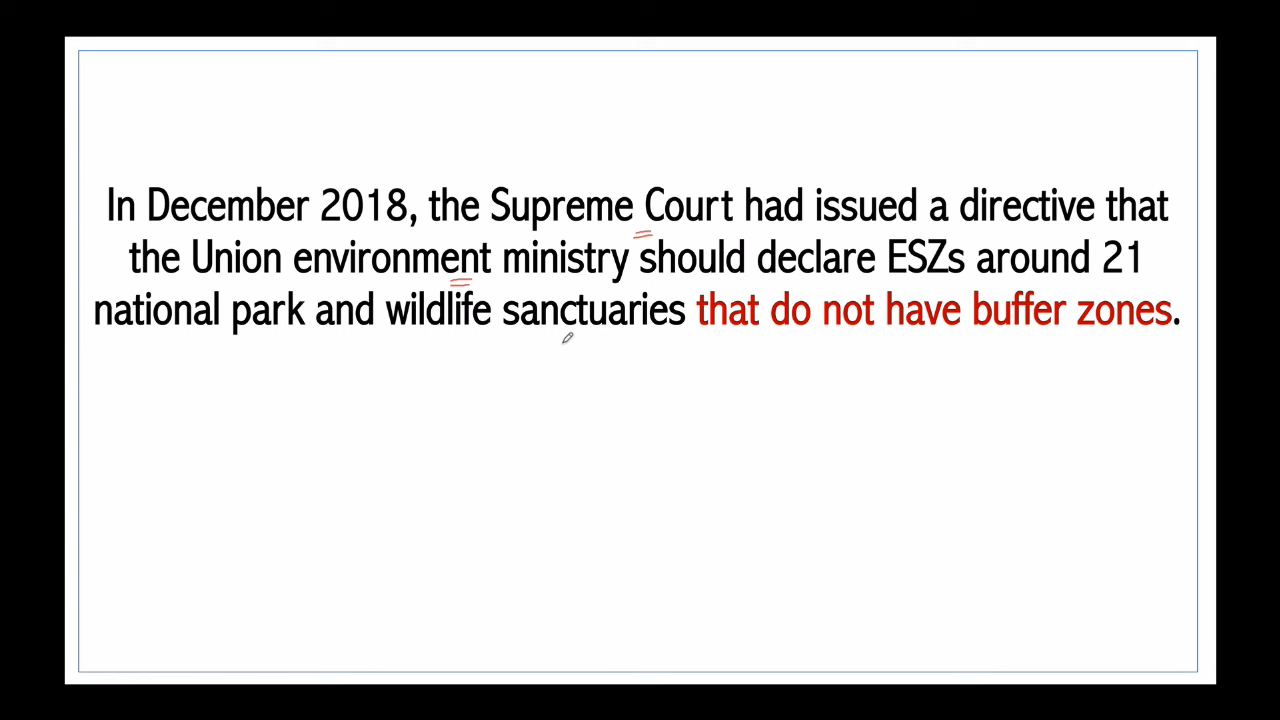 In December 2018, the Supreme Court had issued a directive that
the Union environment ministry should declare ESZs around 21
national park and wildlife sanctuaries that do not have buffer zones.